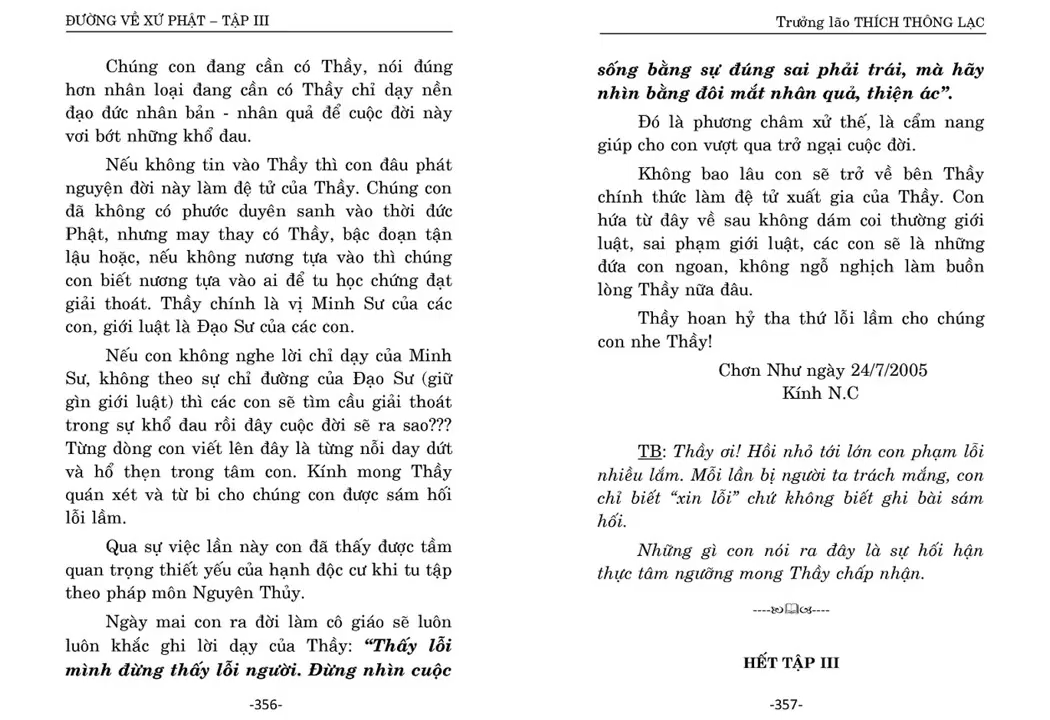 ĐƯỜNG VỀ XỨ PHẬT – TẬP III
Chúng con đang cần có Thầy, nói đúng
hơn nhân loại đang cần có Thầy chỉ dạy nền
đạo đức nhân bản - nhân quả để cuộc đời này
vơi bớt những khổ đau.
Nếu không tin vào Thầy thì con đâu phát
nguyện đời này làm đệ tử của Thầy. Chúng con
đã không có phước duyên sanh vào thời đức
Phật, nhưng may thay có Thầy, bậc đoạn tận
lậu hoặc, nếu không nương tựa vào thì chúng
con biết nương tựa vào ai để tu học chứng đạt
giải thoát. Thầy chính là vị Minh Sư của các
con, giới luật là Đạo Sư của các con.
Nếu con không nghe lời chỉ dạy của Minh
Sư, không theo sự chỉ đường của Đạo Sư (giữ
gìn giới luật) thì các con sẽ tìm cầu giải thoát
trong sự khổ đau rồi đây cuộc đời sẽ ra sao???
Từng dòng con viết lên đây là từng nỗi day dứt
và hổ thẹn trong tâm con. Kính mong Thầy
quán xét và từ bi cho chúng con được sám hối
lỗi lầm.
Qua sự việc lần này con đã thấy được tầm
quan trọng thiết yếu của hạnh độc cư khi tu tập
theo pháp môn Nguyên Thủy.
Ngày mai con ra đời làm cô giáo sẽ luôn
luôn khắc ghi lời dạy của Thầy: “Thấy lỗi
mình đừng thấy lỗi người. Đừng nhìn cuộc
-356-
Trưởng lão THÍCH THÔNG LẠC
sống bằng sự đúng sai phải trái, mà hãy
nhìn bằng đôi mắt nhân quả, thiện ác”.
Đó là phương châm xử thế, là cẩm nang
giúp cho con vượt qua trở ngại cuộc đời.
Không bao lâu con sẽ trở về bên Thầy
chính thức làm đệ tử xuất gia của Thầy. Con
hứa từ đây về sau không dám coi thường giới
luật, sai phạm giới luật, các con sẽ là những
đứa con ngoan, không ngỗ nghịch làm buồn
lòng Thầy nữa đâu.
Thầy hoan hỷ tha thứ lỗi lầm cho chúng
con nhe Thầy!
Chơn Như ngày 24/7/2005
Kính N.C
TB: Thầy ơi! Hồi nhỏ tới lớn con phạm lỗi
nhiều lắm. Mỗi lần bị người ta trách mắng, con
chỉ biết “xin lỗi” chứ không biết ghi bài sám
hối.
Những gì con nói ra đây là sự hối hận
thực tâm ngưỡng mong Thầy chấp nhận.
HẾT TẬP III
-357-